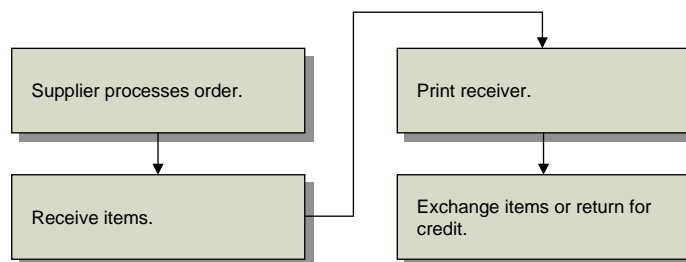 Supplier processes order.
Receive items.
Print receiver.
Exchange items or return for
credit.